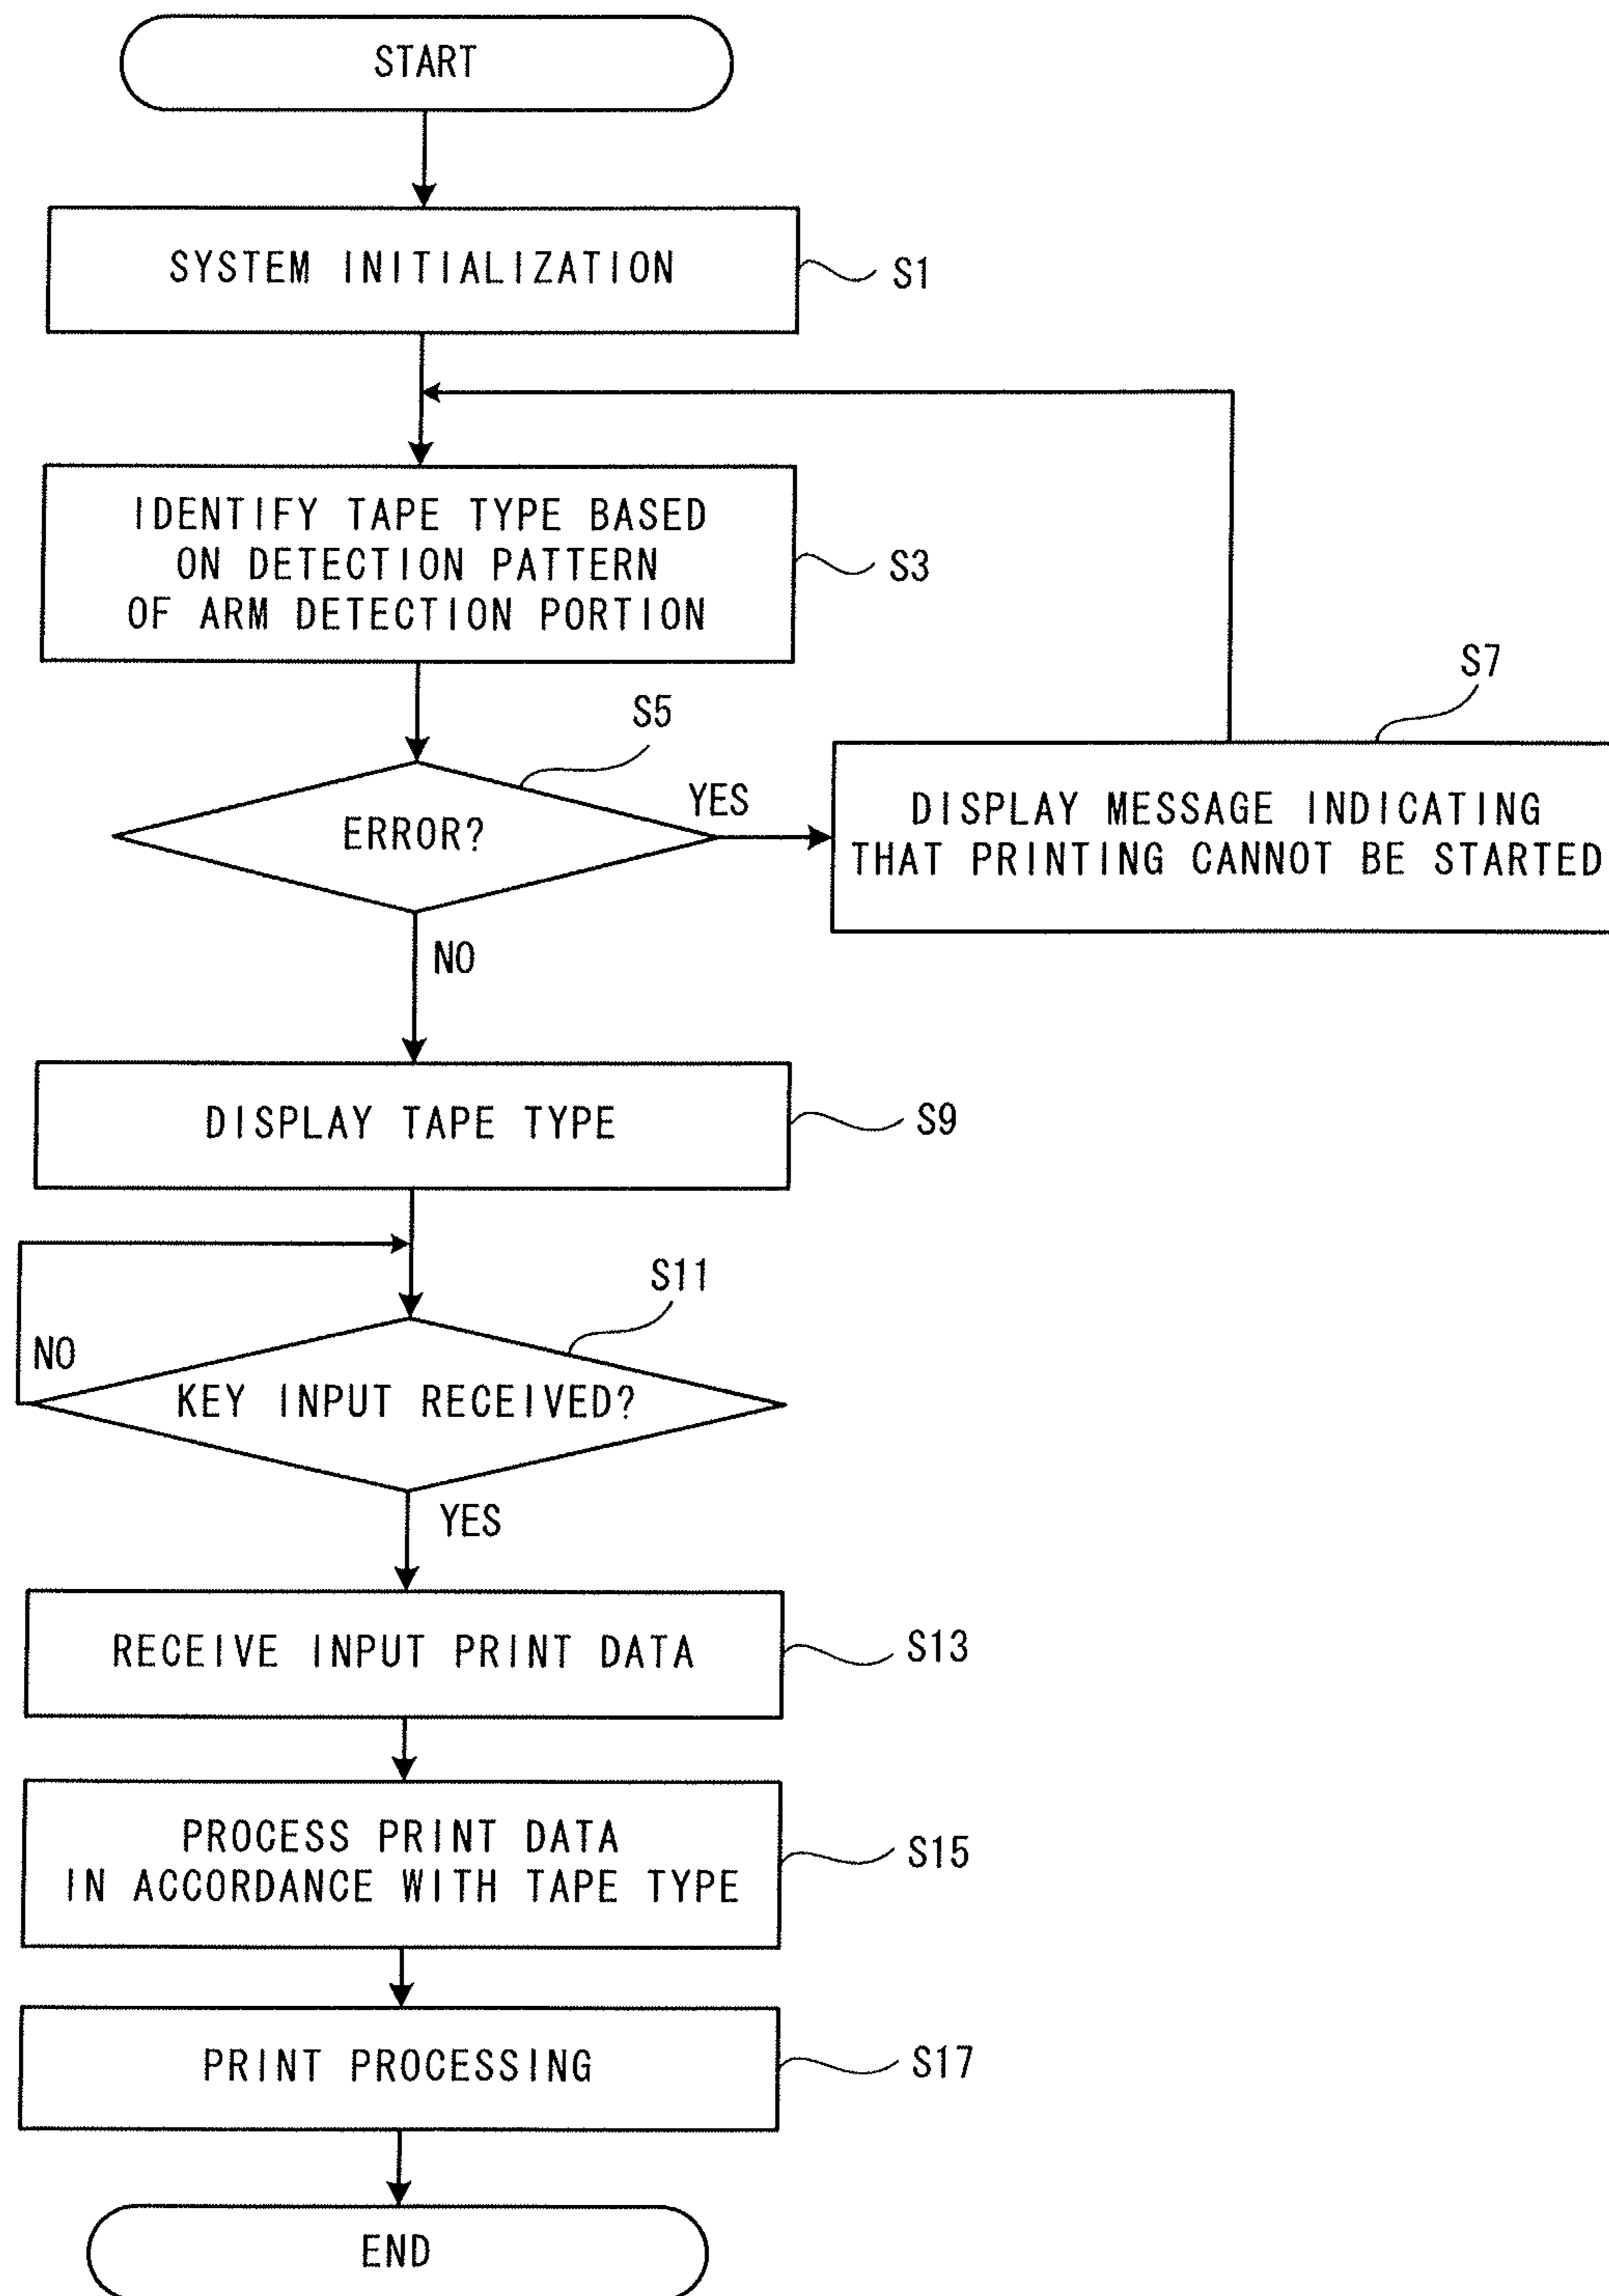 START
SYSTEM INITIALIZATION
S1
IDENTIFY TAPE TYPE BASED
ON DETECTION PATTERN
OF ARM DETECTION PORTION
S3
S5
ERROR?
YES
NO
S7
DISPLAY MESSAGE INDICATING
THAT PRINTING CANNOT BE STARTED
DISPLAY TAPE TYPE
S9
S11
NO
KEY INPUT RECEIVED?
YES
RECEIVE INPUT PRINT DATA
S13
PROCESS PRINT DATA
IN ACCORDANCE WITH TAPE TYPE
S15
PRINT PROCESSING
S17
END